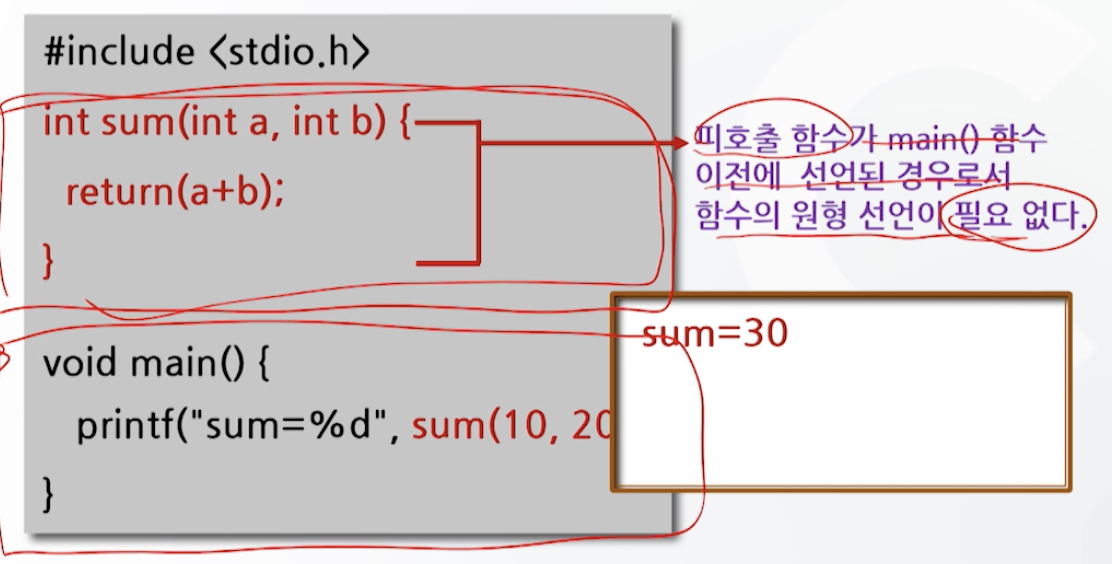 #include <stdio.h>
int sum(int a, int b) {
return(a+b);
}
피호출 함수가 main() 함수
이전에 선언된 경우로서
함수의 원형 선언이 필요 없다.
void main() {
printf("sum=%d", sum(10, 20
}
sum=30